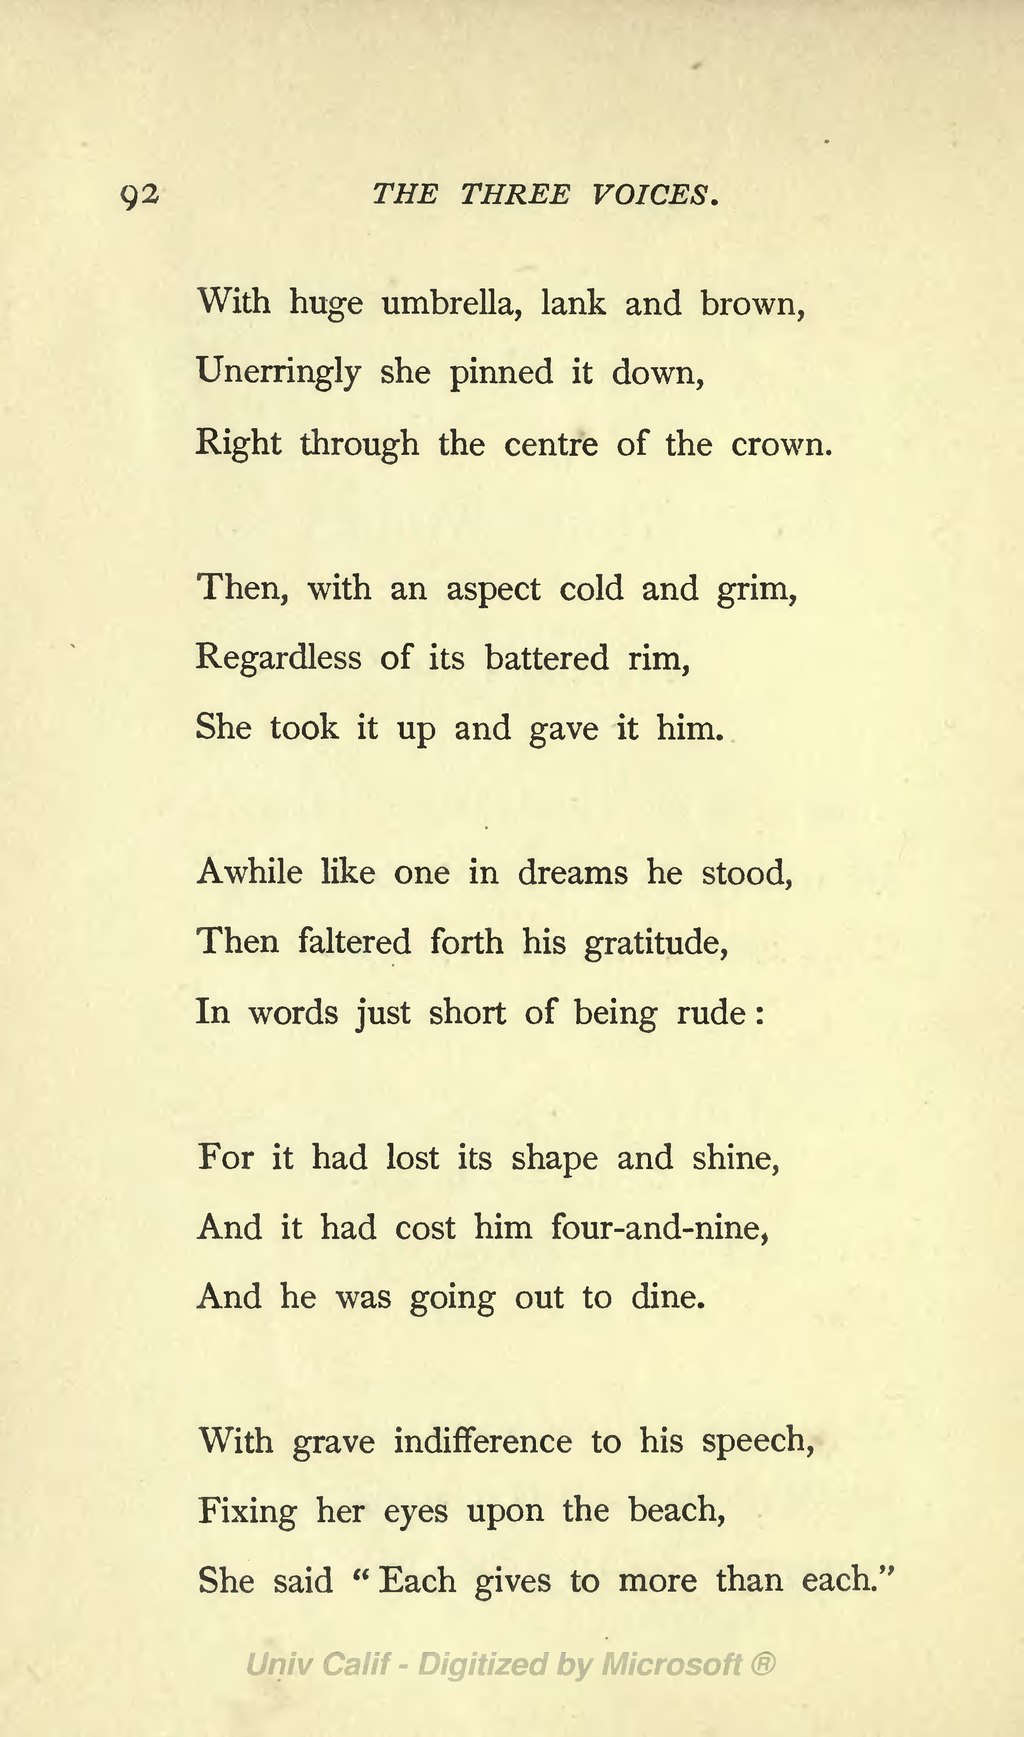 92 THE THREE VOICES.
With huge umbrella, lank and brown,
Unerringly she pinned it down,
Right through the centre of the crown.
Then, with an aspect cold and grim,
Regardless of its battered rim,
She took it up and gave it him.
Awhile like one in dreams he stood,
Then faltered forth his gratitude,
In words just short of being rude :
For it had lost its shape and shine,
And it had cost him four-and-nine,
And he was going out to dine.
With grave indifference to his speech,
Fixing her eyes upon the beach,
She said “ Each gives to more than each.”
Univ Calif - Digitized by Microsoft ®